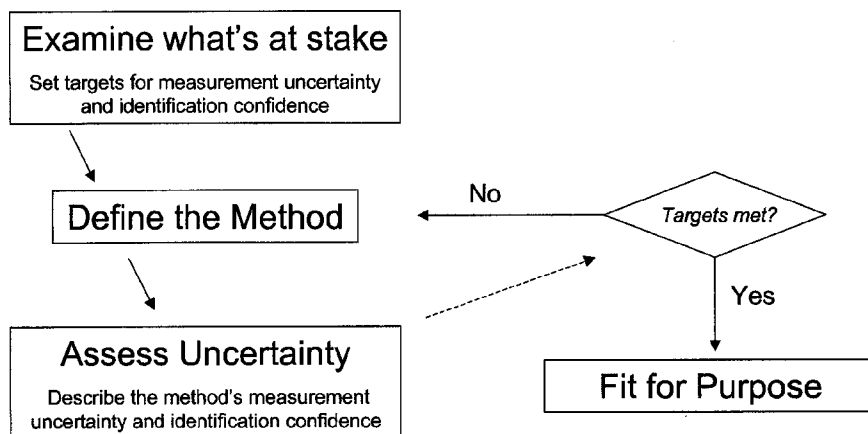 Examine what's at stake
Set targets for measurement uncertainty
and identification confidence
Define the Method
No
Targets met?
Yes
Assess Uncertainty
Describe the method's measurement
uncertainty and identification confidence
Fit for Purpose